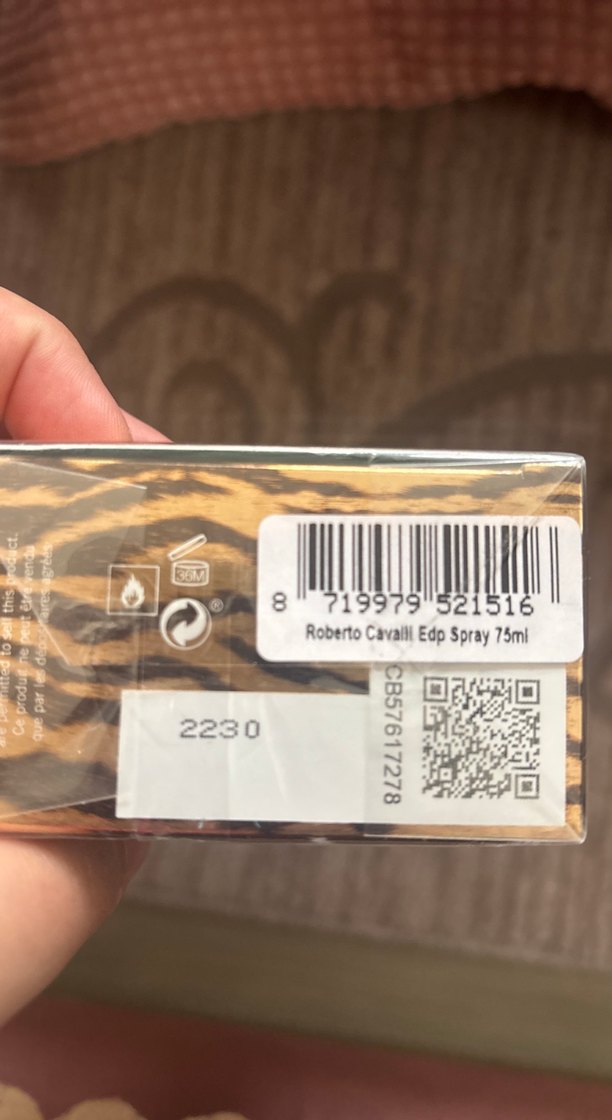 8 719979 521516
Roberto Cavalli Edp Spray 75ml
36M
®
2230
CB57617278
are permitted to sell this product.
Ce produit ne peut être vendu
que par les dépositaires agréés